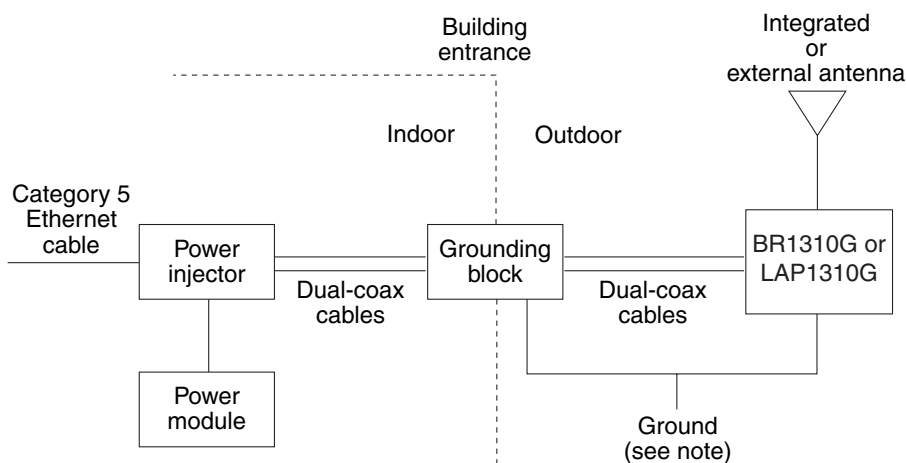 Building
entrance
Integrated
or
external antenna
Indoor
Outdoor
Category 5
Ethernet
cable
Power
injector
Dual-coax
cables
Grounding
block
Dual-coax
cables
BR1310G or
LAP1310G
Power
module
Ground
(see note)